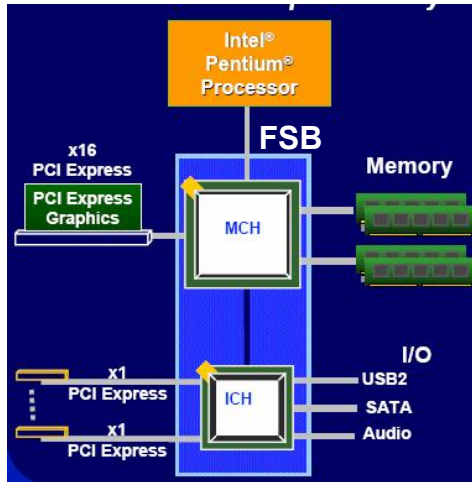 Intel®
Pentium®
Processor
FSB
x16
PCI Express
PCI Express
Graphics
Memory
MCH
I/O
x1
PCI Express
USB2
ICH
SATA
x1
PCI Express
Audio